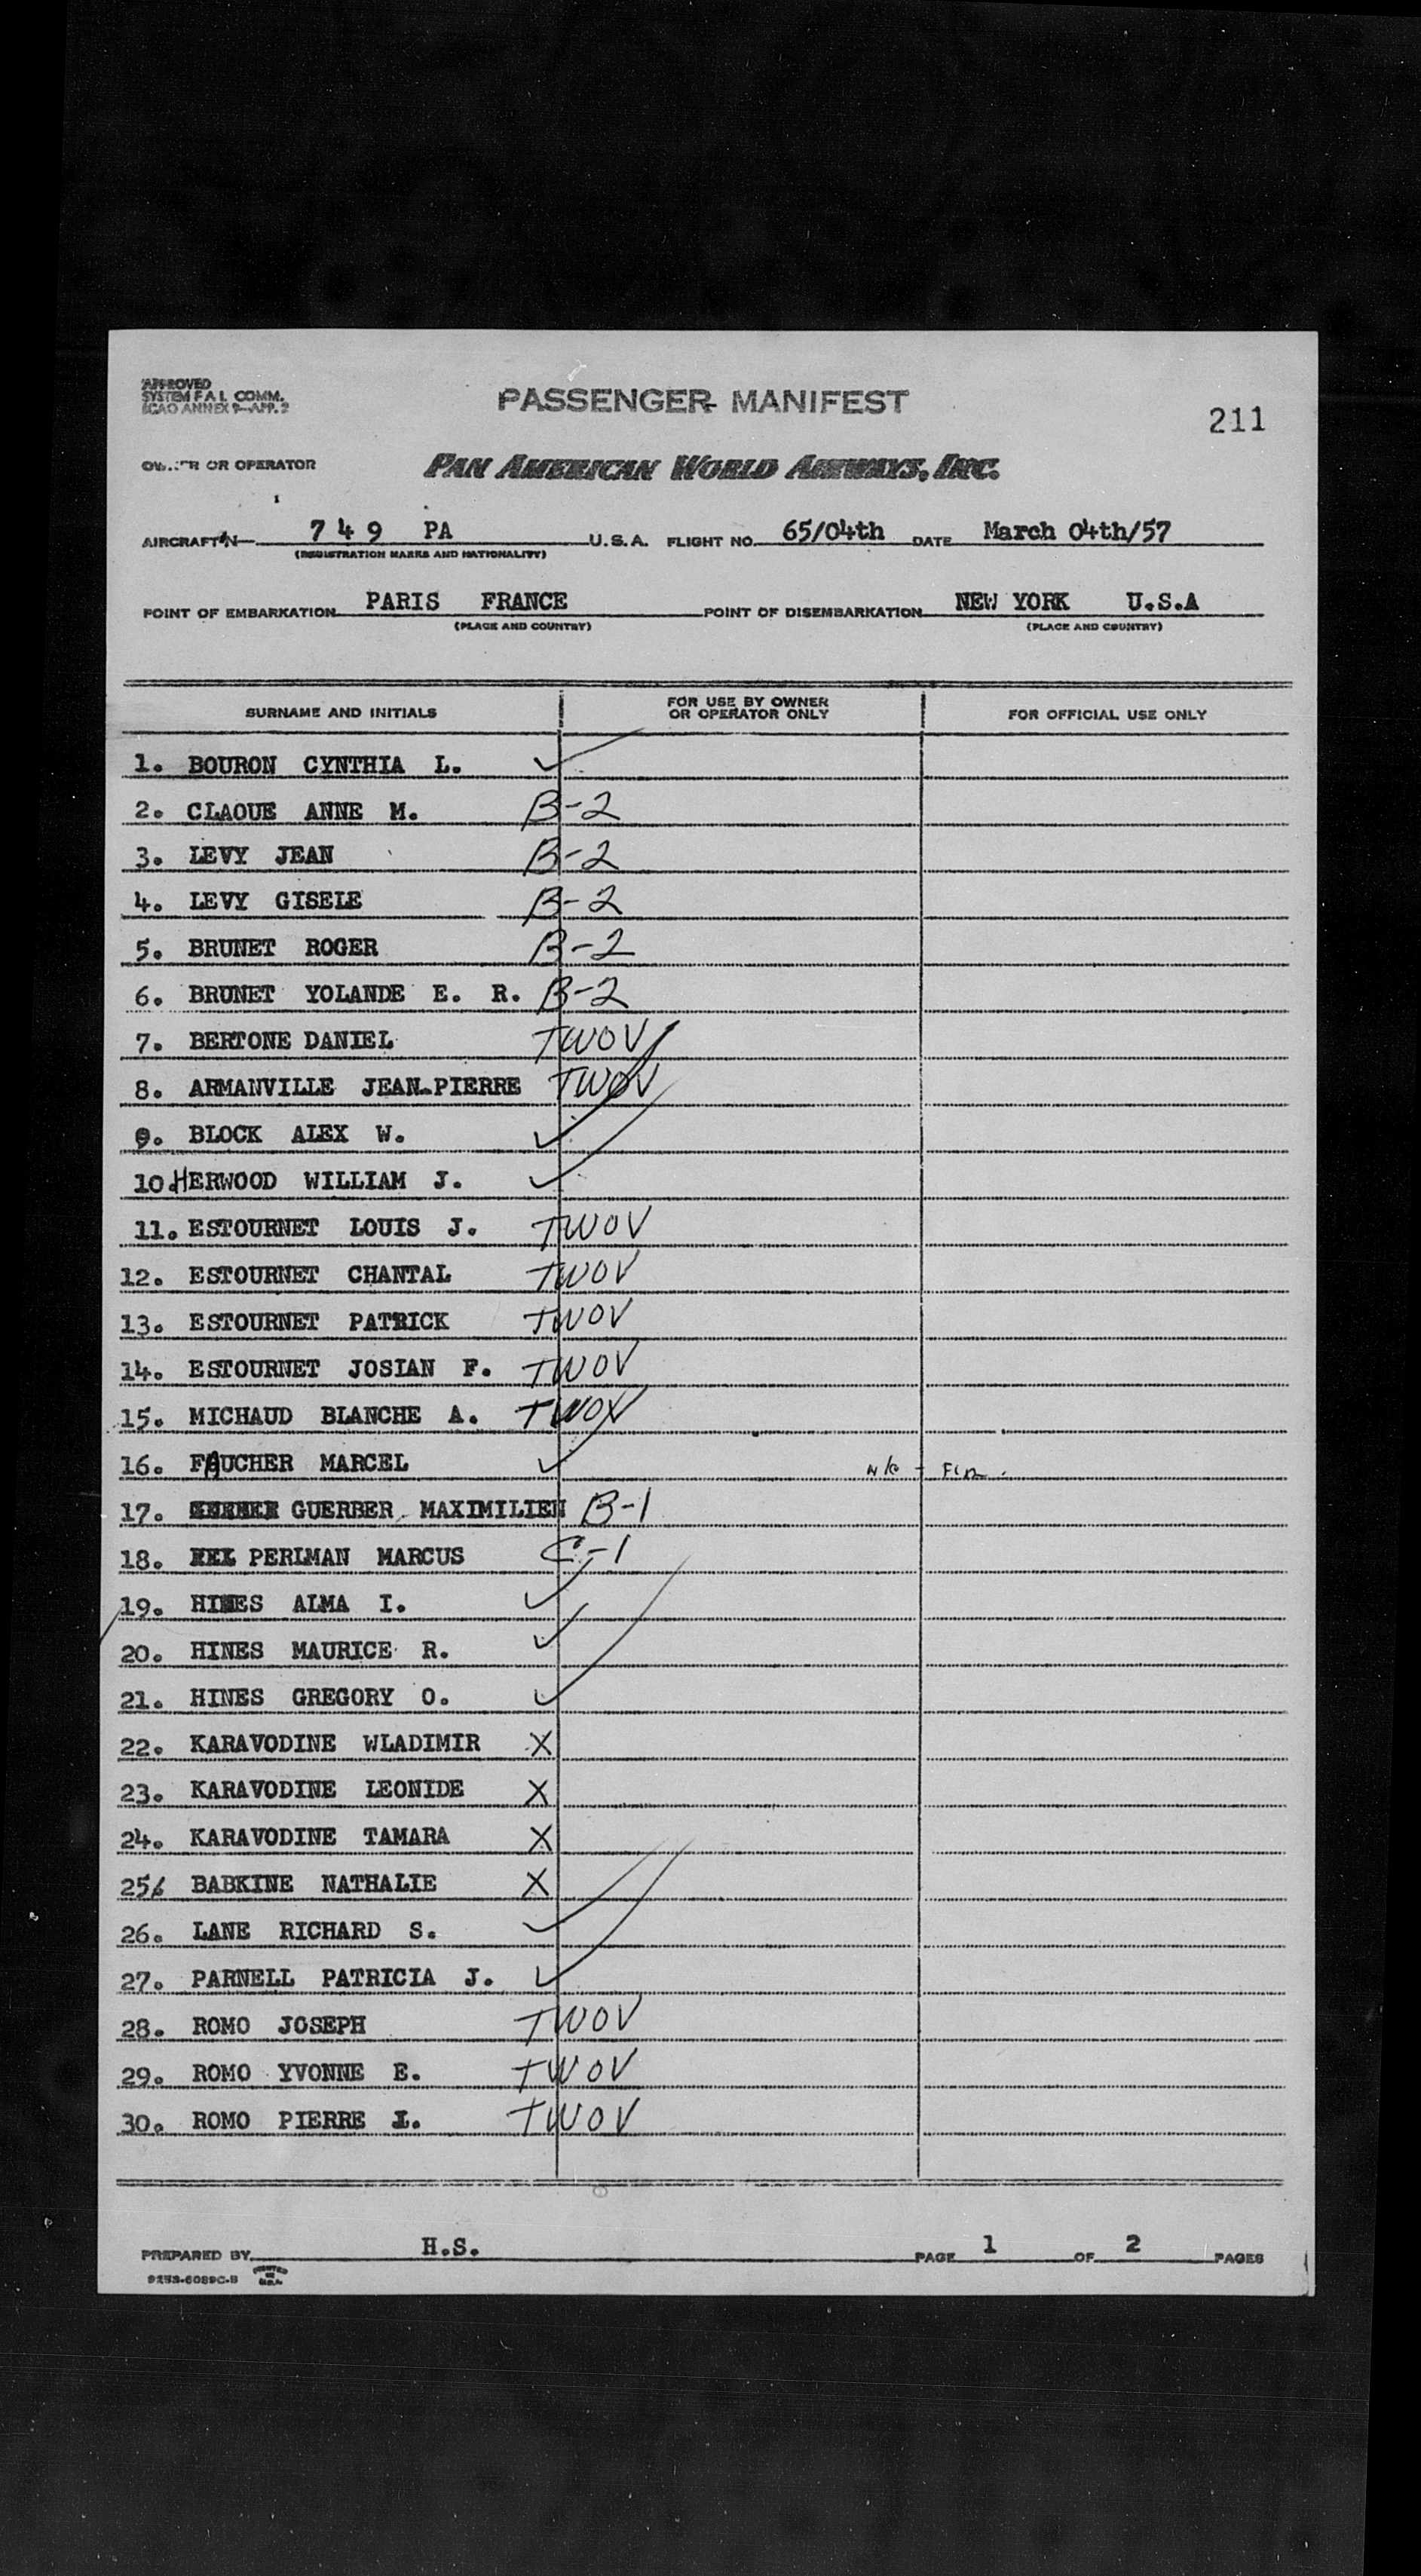 APPROVED
SYSTEM F A L COMM.
ICAO ANNEX 9-APP. 2
PASSENGER MANIFEST
211
OWNER OR OPERATOR
PAN AMERICAN WORLD AIRWAYS, INC.
AIRCRAFT N 749 PA U.S.A. FLIGHT NO. 65/04th DATE March 04th/57
(REGISTRATION MARKS AND NATIONALITY)
POINT OF EMBARKATION PARIS FRANCE POINT OF DISEMBARKATION NEW YORK U.S.A
(PLACE AND COUNTRY) (PLACE AND COUNTRY)
SURNAME AND INITIALS FOR USE BY OWNER OR OPERATOR ONLY FOR OFFICIAL USE ONLY
1. BOURON CYNTHIA L. ✓
2. CLAOUE ANNE M. B-2
3. LEVY JEAN B-2
4. LEVY GISELE B-2
5. BRUNET ROGER B-2
6. BRUNET YOLANDE E. R. B-2
7. BERTONE DANIEL TWOV
8. ARMANVILLE JEAN-PIERRE TWOV
9. BLOCK ALEX W. ✓
10. HERWOOD WILLIAM J. ✓
11. ESTOURNET LOUIS J. TWOV
12. ESTOURNET CHANTAL TWOV
13. ESTOURNET PATRICK TWOV
14. ESTOURNET JOSIAN F. TWOV
15. MICHAUD BLANCHE A. TWOV
16. FAUCHER MARCEL ✓
17. GUERBER MAXIMILIEN B-1
18. PERLMAN MARCUS C-1
19. HINES ALMA I. ✓
20. HINES MAURICE R. ✓
21. HINES GREGORY O. ✓
22. KARAVODINE WLADIMIR X
23. KARAVODINE LEONIDE X
24. KARAVODINE TAMARA X
25. BABKINE NATHALIE X
26. LANE RICHARD S. ✓
27. PARNELL PATRICIA J. ✓
28. ROMO JOSEPH TWOV
29. ROMO YVONNE E. TWOV
30. ROMO PIERRE L. TWOV
PREPARED BY H.S. PAGE 1 OF 2 PAGES
PRINTED IN U.S.A.